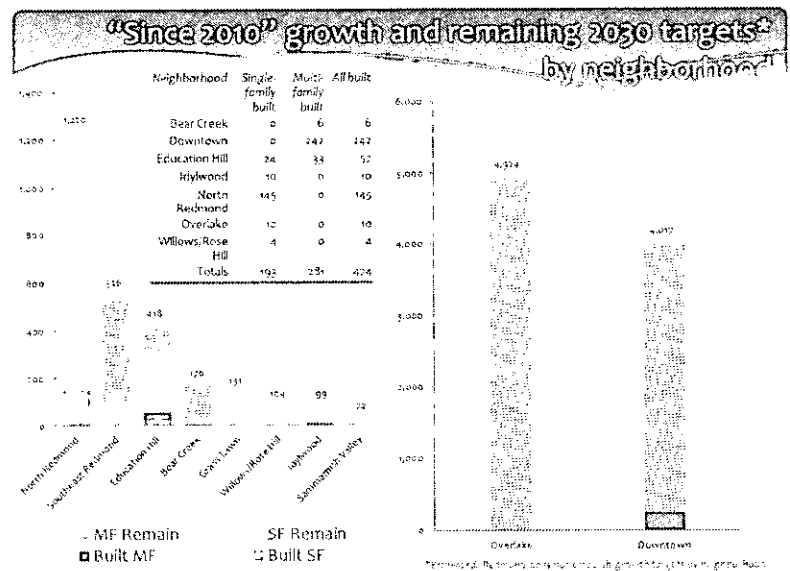 "Since 2010" growth and remaining 2030 targets*
by neighborhood
Neighborhood Single-family built Multi-family built All built
Bear Creek 0 6 6
Downtown 0 242 242
Education Hill 24 33 57
Idylwood 10 0 10
North Redmond 145 0 145
Overlake 10 0 10
Willows/Rose Hill 4 0 4
Totals 193 281 474
1,400
1,200
1,000
800
600
400
200
0
1,210
418
176
131
104
99
North Redmond
Southeast Redmond
Education Hill
Bear Creek
Grass Lawn
Willows/Rose Hill
Idylwood
Sammamish Valley
MF Remain
SF Remain
Built MF
Built SF
6,000
5,000
4,000
3,000
2,000
1,000
0
Overlake
Downtown